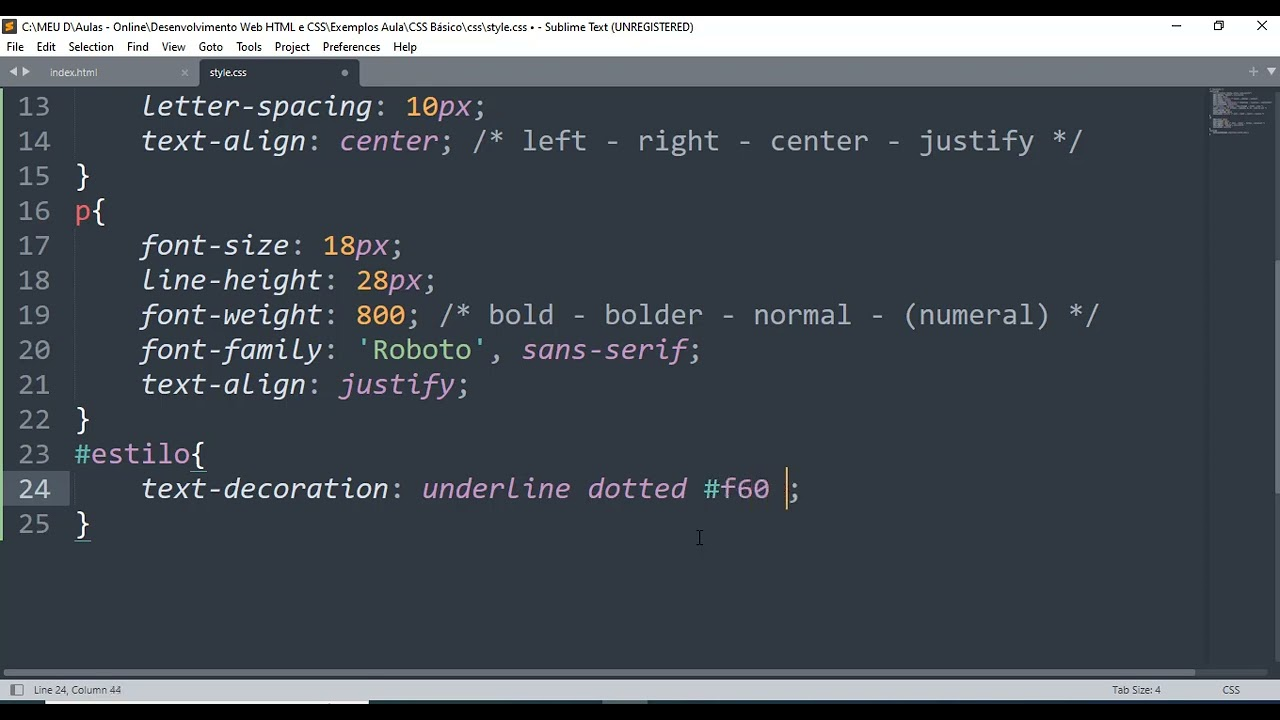 C:\MEU D\Aulas - Online\Desenvolvimento Web HTML e CSS\Exemplos Aula\CSS Básico\css\style.css • - Sublime Text (UNREGISTERED)
File Edit Selection Find View Goto Tools Project Preferences Help
index.html style.css
13 letter-spacing: 10px;
14 text-align: center; /* left - right - center - justify */
15 }
16 p{
17 font-size: 18px;
18 line-height: 28px;
19 font-weight: 800; /* bold - bolder - normal - (numeral) */
20 font-family: 'Roboto', sans-serif;
21 text-align: justify;
22 }
23 #estilo{
24 text-decoration: underline dotted #f60 ;
25 }
Line 24, Column 44 Tab Size: 4 CSS